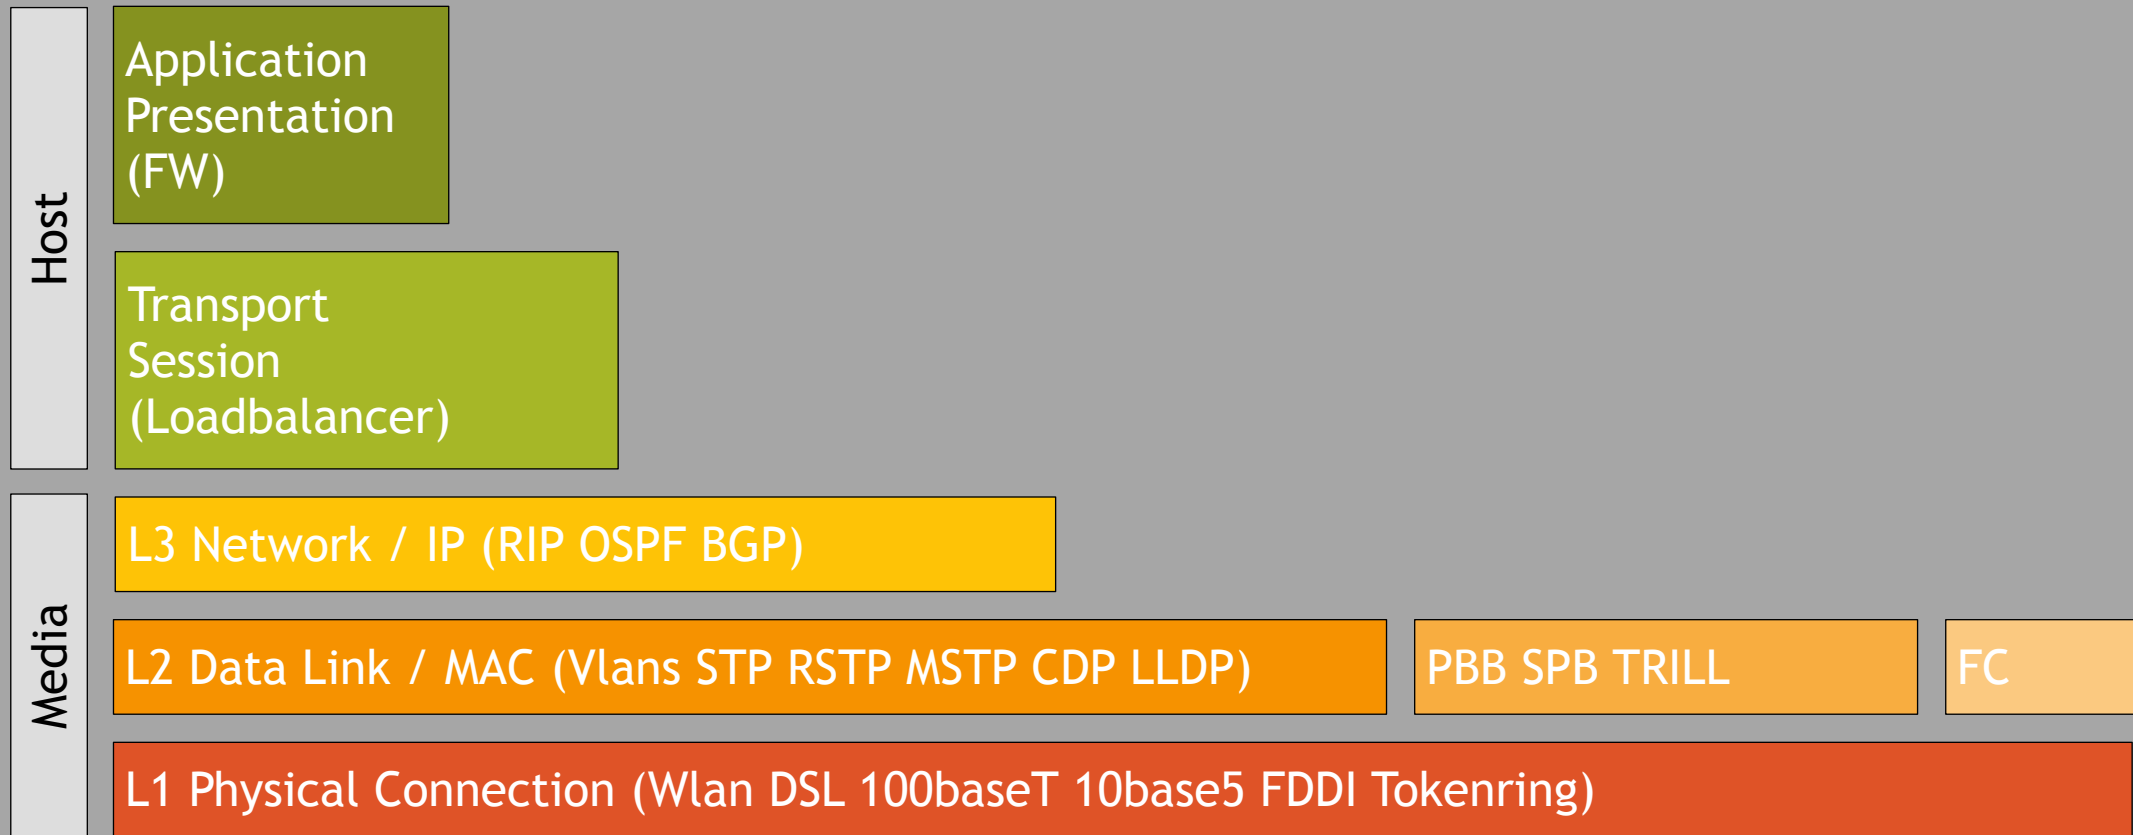 Host
Application
Presentation
(FW)
Transport
Session
(Loadbalancer)
Media
L3 Network / IP (RIP OSPF BGP)
L2 Data Link / MAC (Vlans STP RSTP MSTP CDP LLDP)
PBB SPB TRILL
FC
L1 Physical Connection (Wlan DSL 100baseT 10base5 FDDI Tokenring)